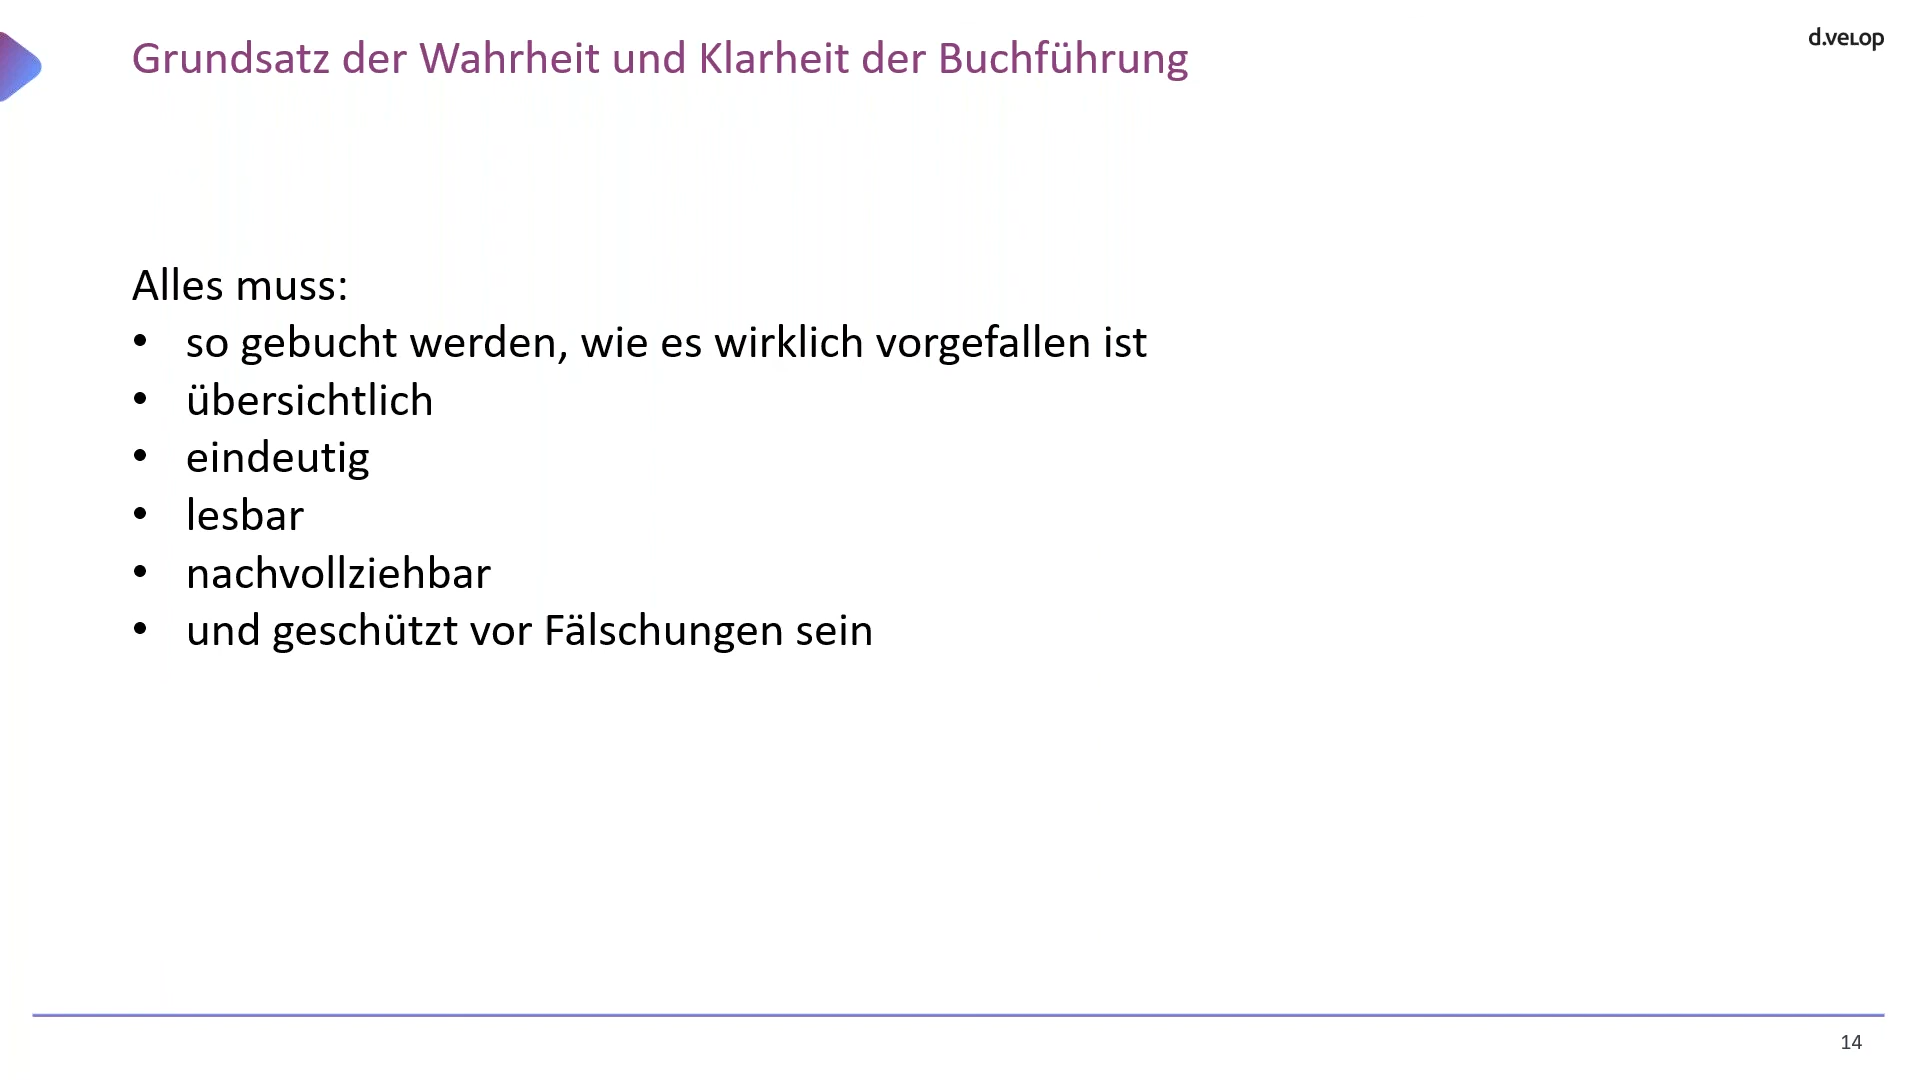 Grundsatz der Wahrheit und Klarheit der Buchführung
d.velop
Alles muss:
• so gebucht werden, wie es wirklich vorgefallen ist
• übersichtlich
• eindeutig
• lesbar
• nachvollziehbar
• und geschützt vor Fälschungen sein
14